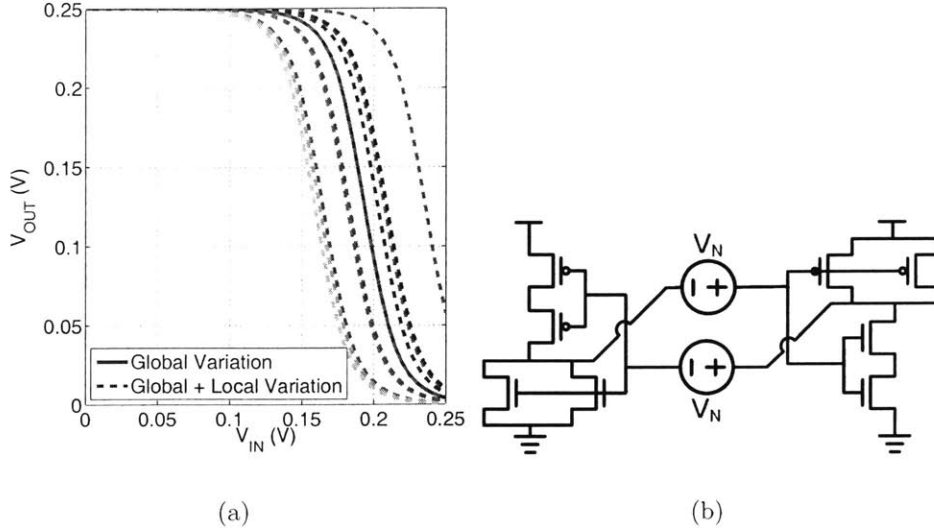 0.25
0.2
0.15
0.1
0.05
0
V_OUT (V)
Global Variation
Global + Local Variation
0 0.05 0.1 0.15 0.2 0.25
V_IN (V)
V_N
V_N
(a)
(b)